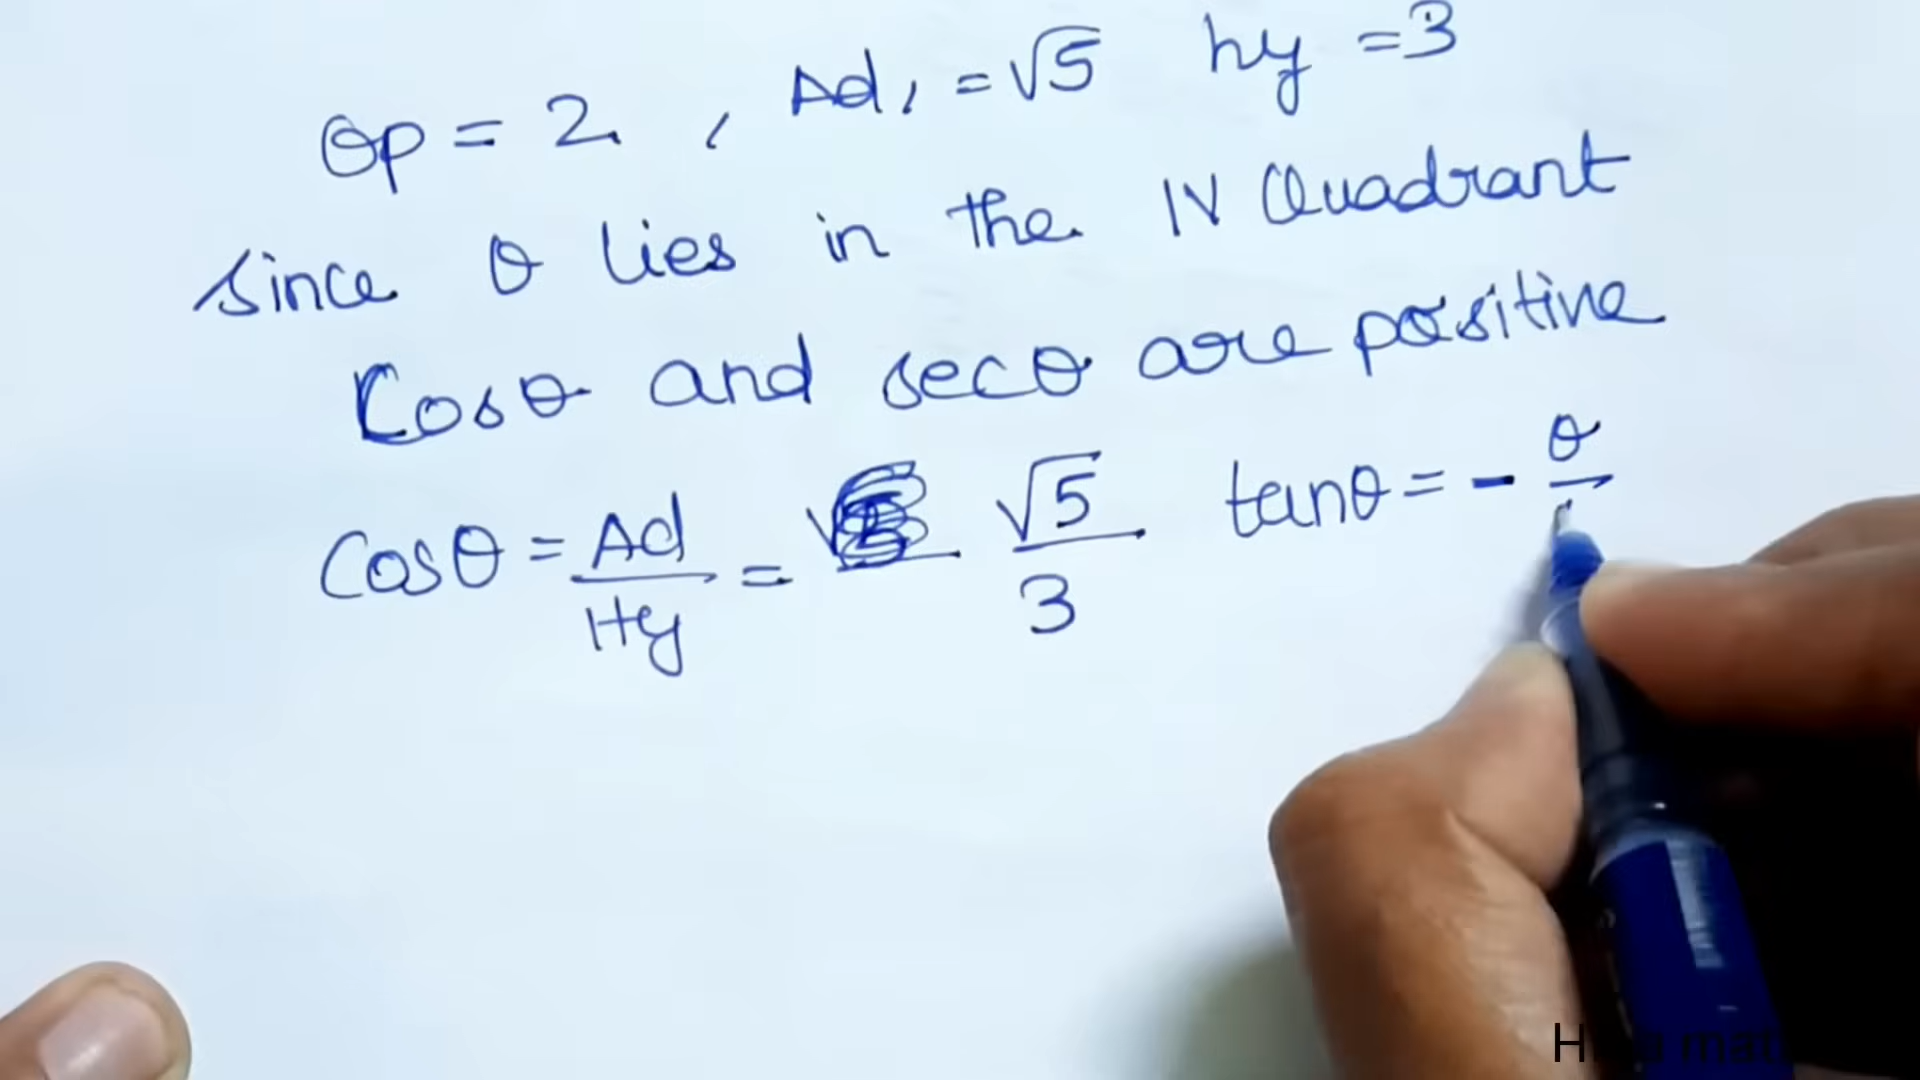 Op = 2, Ad, = √5 hy = 3
Since θ lies in the IV Quadrant
Cosθ and secθ are positive
Cosθ = Ad/Hy = √5/3 tanθ = - θ/